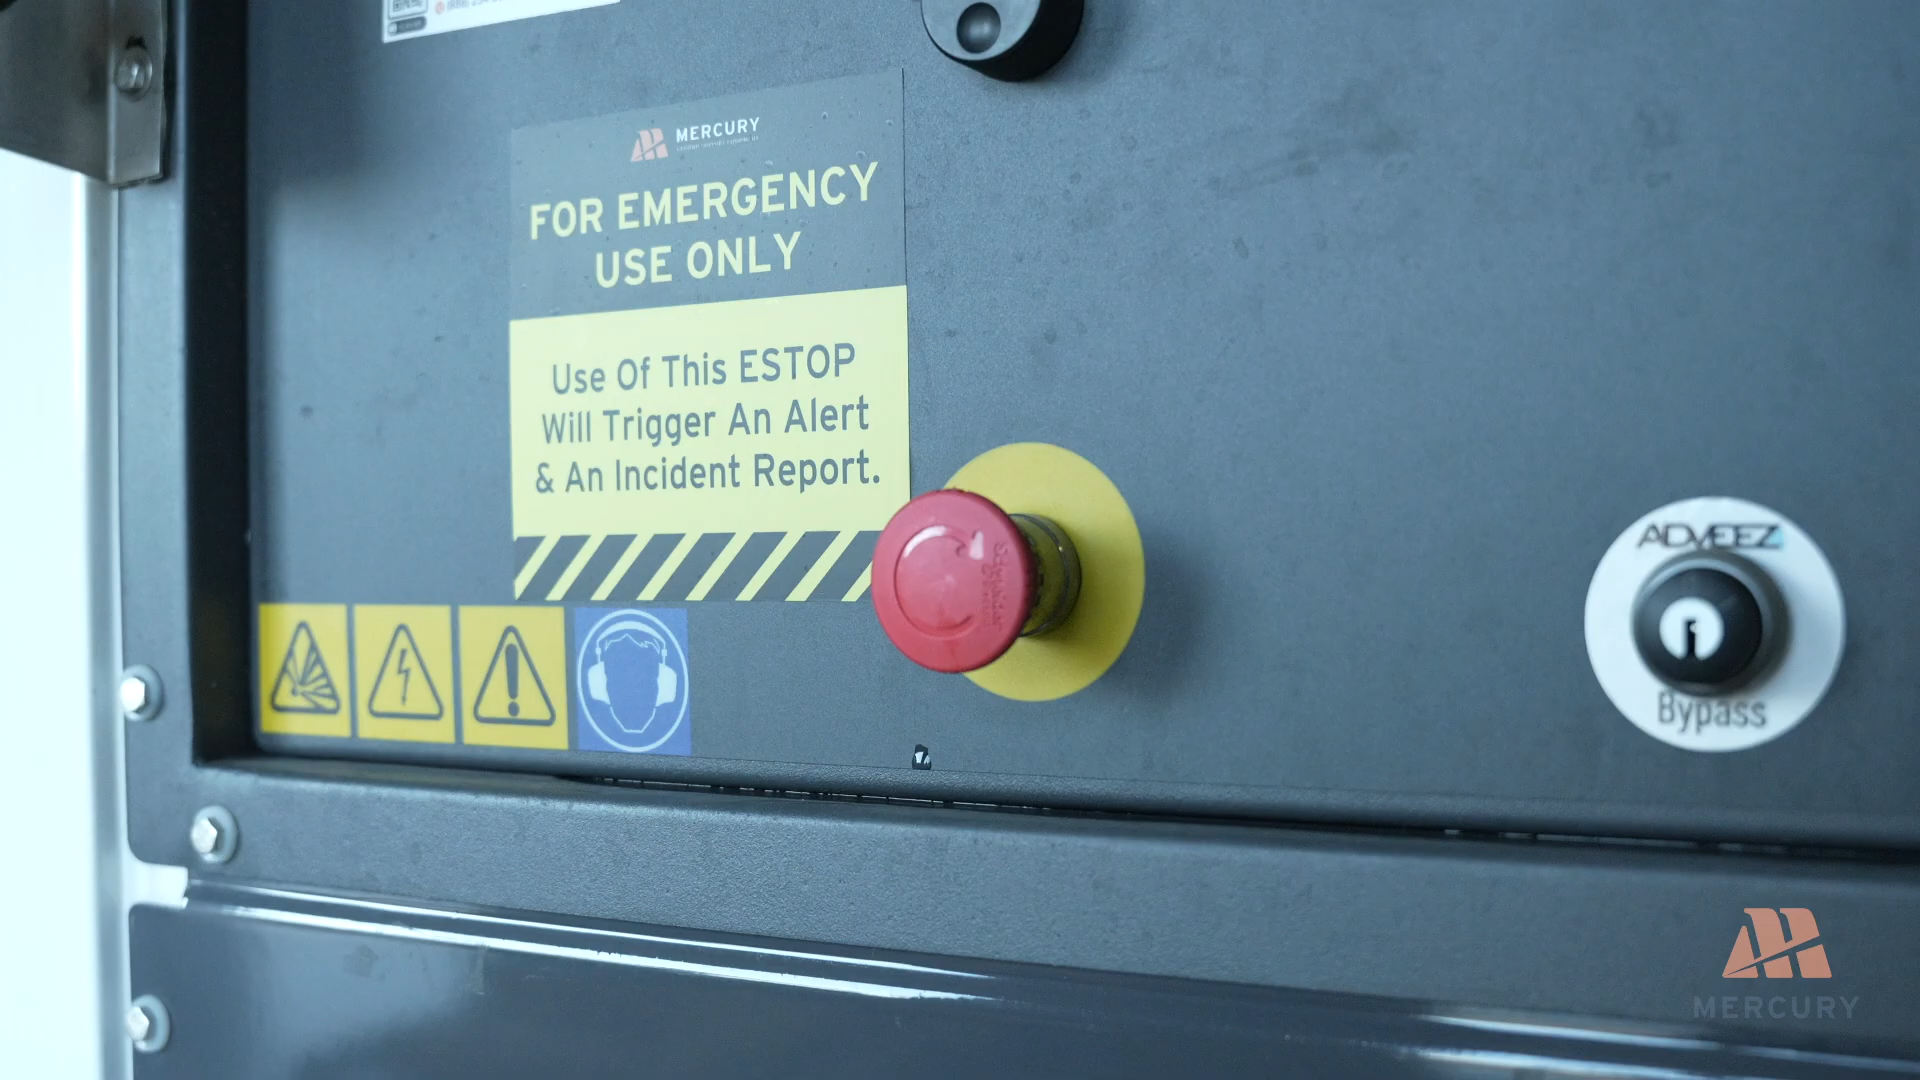 MERCURY
FOR EMERGENCY
USE ONLY
Use Of This ESTOP
Will Trigger An Alert
& An Incident Report.
Schneider
ADVEEZ
Bypass
MERCURY